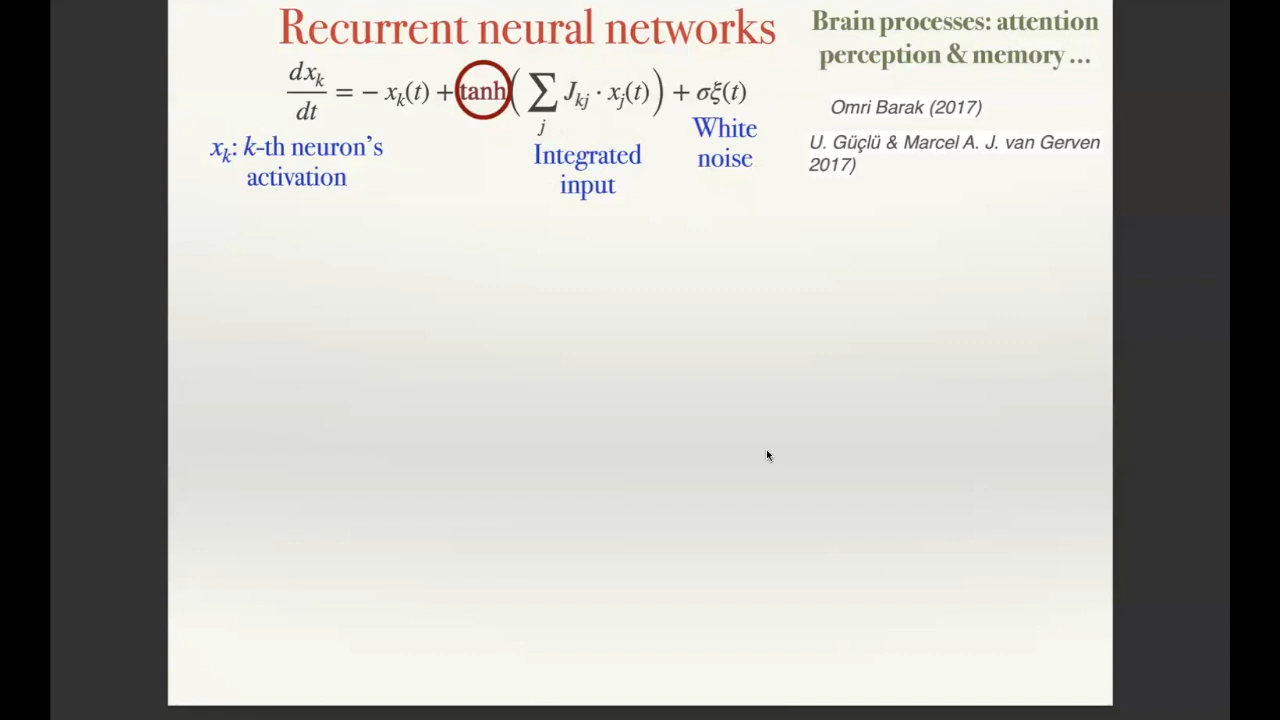 Recurrent neural networks
dx_k/dt = − x_k(t) + tanh( ∑_j J_kj · x_j(t) ) + σξ(t)
x_k: k-th neuron’s
activation
Integrated
input
White
noise
Brain processes: attention
perception & memory …
Omri Barak (2017)
U. Güçlü & Marcel A. J. van Gerven
2017)